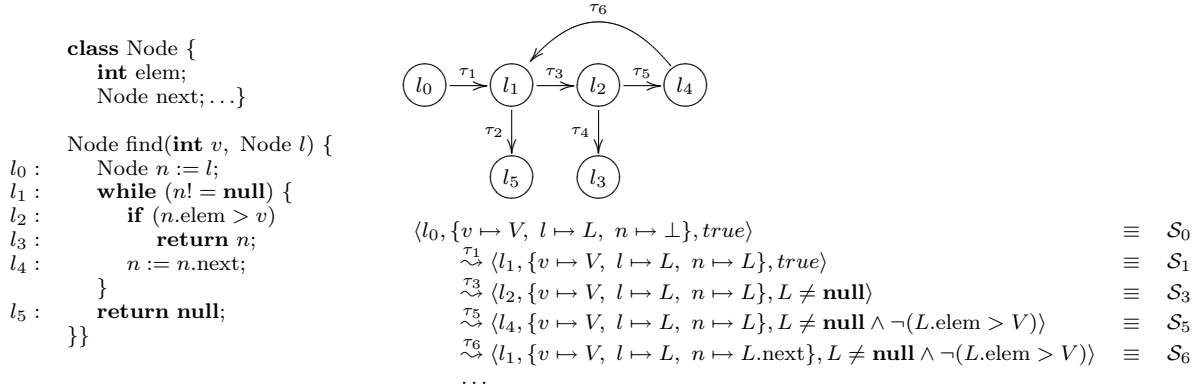 class Node {
int elem;
Node next; …}
Node find(int v, Node l) {
l₀ : Node n := l;
l₁ : while (n! = null) {
l₂ : if (n.elem > v)
l₃ : return n;
l₄ : n := n.next;
}
l₅ : return null;
}}
τ₆
l₀ τ₁ l₁ τ₃ l₂ τ₅ l₄
τ₂ τ₄
l₅ l₃
⟨l₀, {v ↦ V, l ↦ L, n ↦ ⊥}, true⟩ ≡ 𝒮₀
τ₁ ⇝ ⟨l₁, {v ↦ V, l ↦ L, n ↦ L}, true⟩ ≡ 𝒮₁
τ₃ ⇝ ⟨l₂, {v ↦ V, l ↦ L, n ↦ L}, L ≠ null⟩ ≡ 𝒮₃
τ₅ ⇝ ⟨l₄, {v ↦ V, l ↦ L, n ↦ L}, L ≠ null ∧ ¬(L.elem > V)⟩ ≡ 𝒮₅
τ₆ ⇝ ⟨l₁, {v ↦ V, l ↦ L, n ↦ L.next}, L ≠ null ∧ ¬(L.elem > V)⟩ ≡ 𝒮₆
…